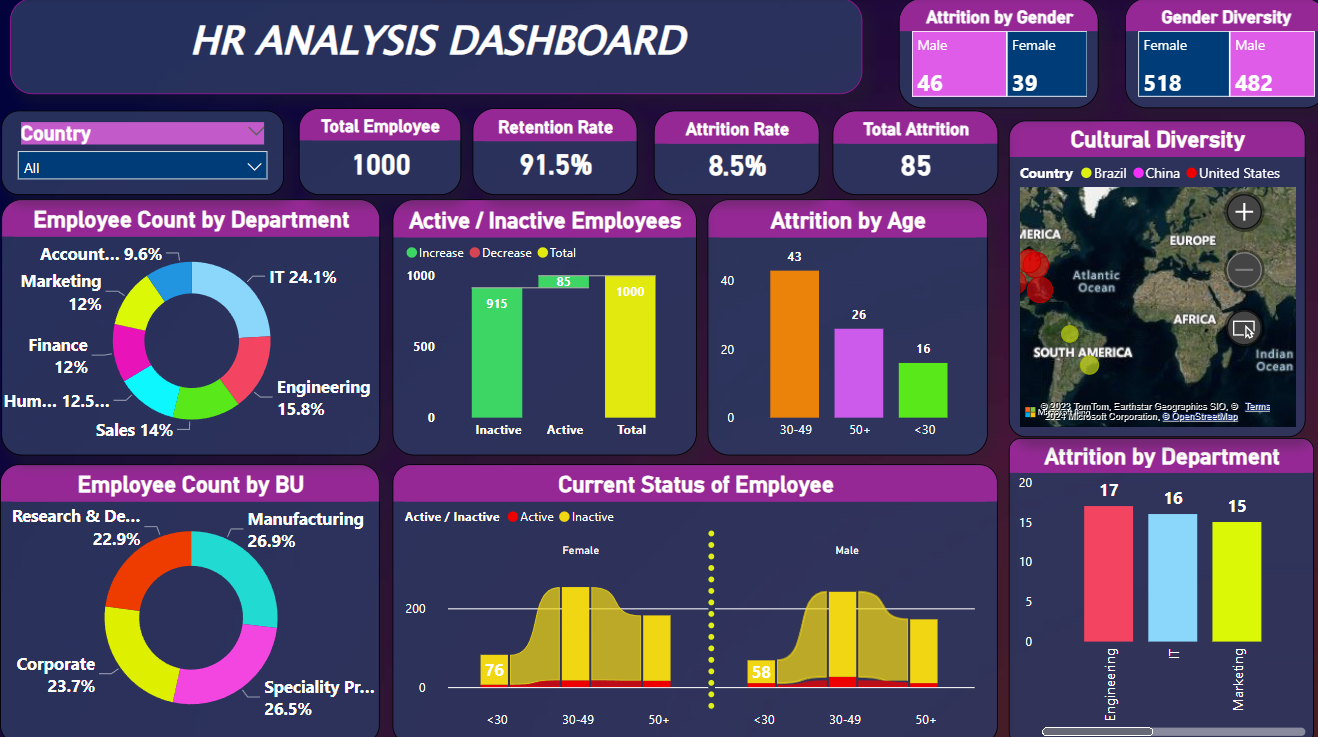 HR ANALYSIS DASHBOARD
Attrition by Gender
Male
46
Female
39
Gender Diversity
Female
518
Male
482
Country
All
Total Employee
1000
Retention Rate
91.5%
Attrition Rate
8.5%
Total Attrition
85
Cultural Diversity
Country Brazil China United States
MERICA
EUROPE
Atlantic
Ocean
AFRICA
SOUTH AMERICA
Indian
Ocean
© 2023 TomTom, Earthstar Geographics SIO, ©
2024 Microsoft Corporation, © OpenStreetMap
Terms
Employee Count by Department
Account... 9.6%
IT 24.1%
Marketing
12%
Finance
12%
Engineering
15.8%
Hum... 12.5...
Sales 14%
Active / Inactive Employees
Increase Decrease Total
1000
500
0
915
85
1000
Inactive Active Total
Attrition by Age
40
20
0
43
26
16
30-49 50+ <30
Employee Count by BU
Research & De...
22.9%
Manufacturing
26.9%
Corporate
23.7%
Speciality Pr...
26.5%
Current Status of Employee
Active / Inactive Active Inactive
Female
Male
200
0
76
58
<30 30-49 50+
<30 30-49 50+
Attrition by Department
20
15
10
5
0
17
16
15
Engineering
IT
Marketing